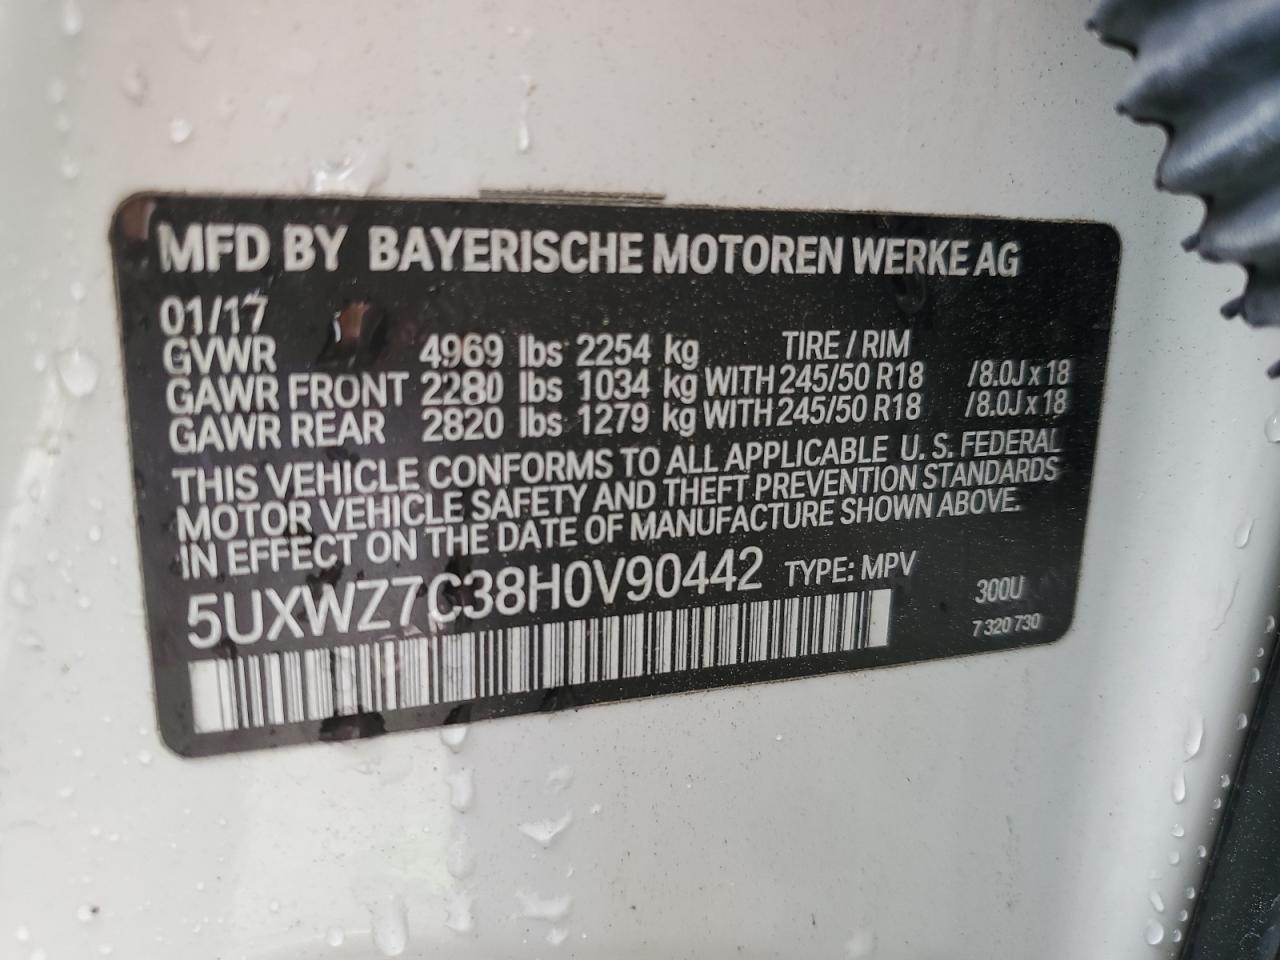 MFD BY BAYERISCHE MOTOREN WERKE AG
01/17
GVWR 4969 lbs 2254 kg TIRE / RIM
GAWR FRONT 2280 lbs 1034 kg WITH 245/50 R18 /8.0J x 18
GAWR REAR 2820 lbs 1279 kg WITH 245/50 R18 /8.0J x 18
THIS VEHICLE CONFORMS TO ALL APPLICABLE U. S. FEDERAL
MOTOR VEHICLE SAFETY AND THEFT PREVENTION STANDARDS
IN EFFECT ON THE DATE OF MANUFACTURE SHOWN ABOVE.
5UXWZ7C38H0V90442 TYPE: MPV
300U
7 320 730